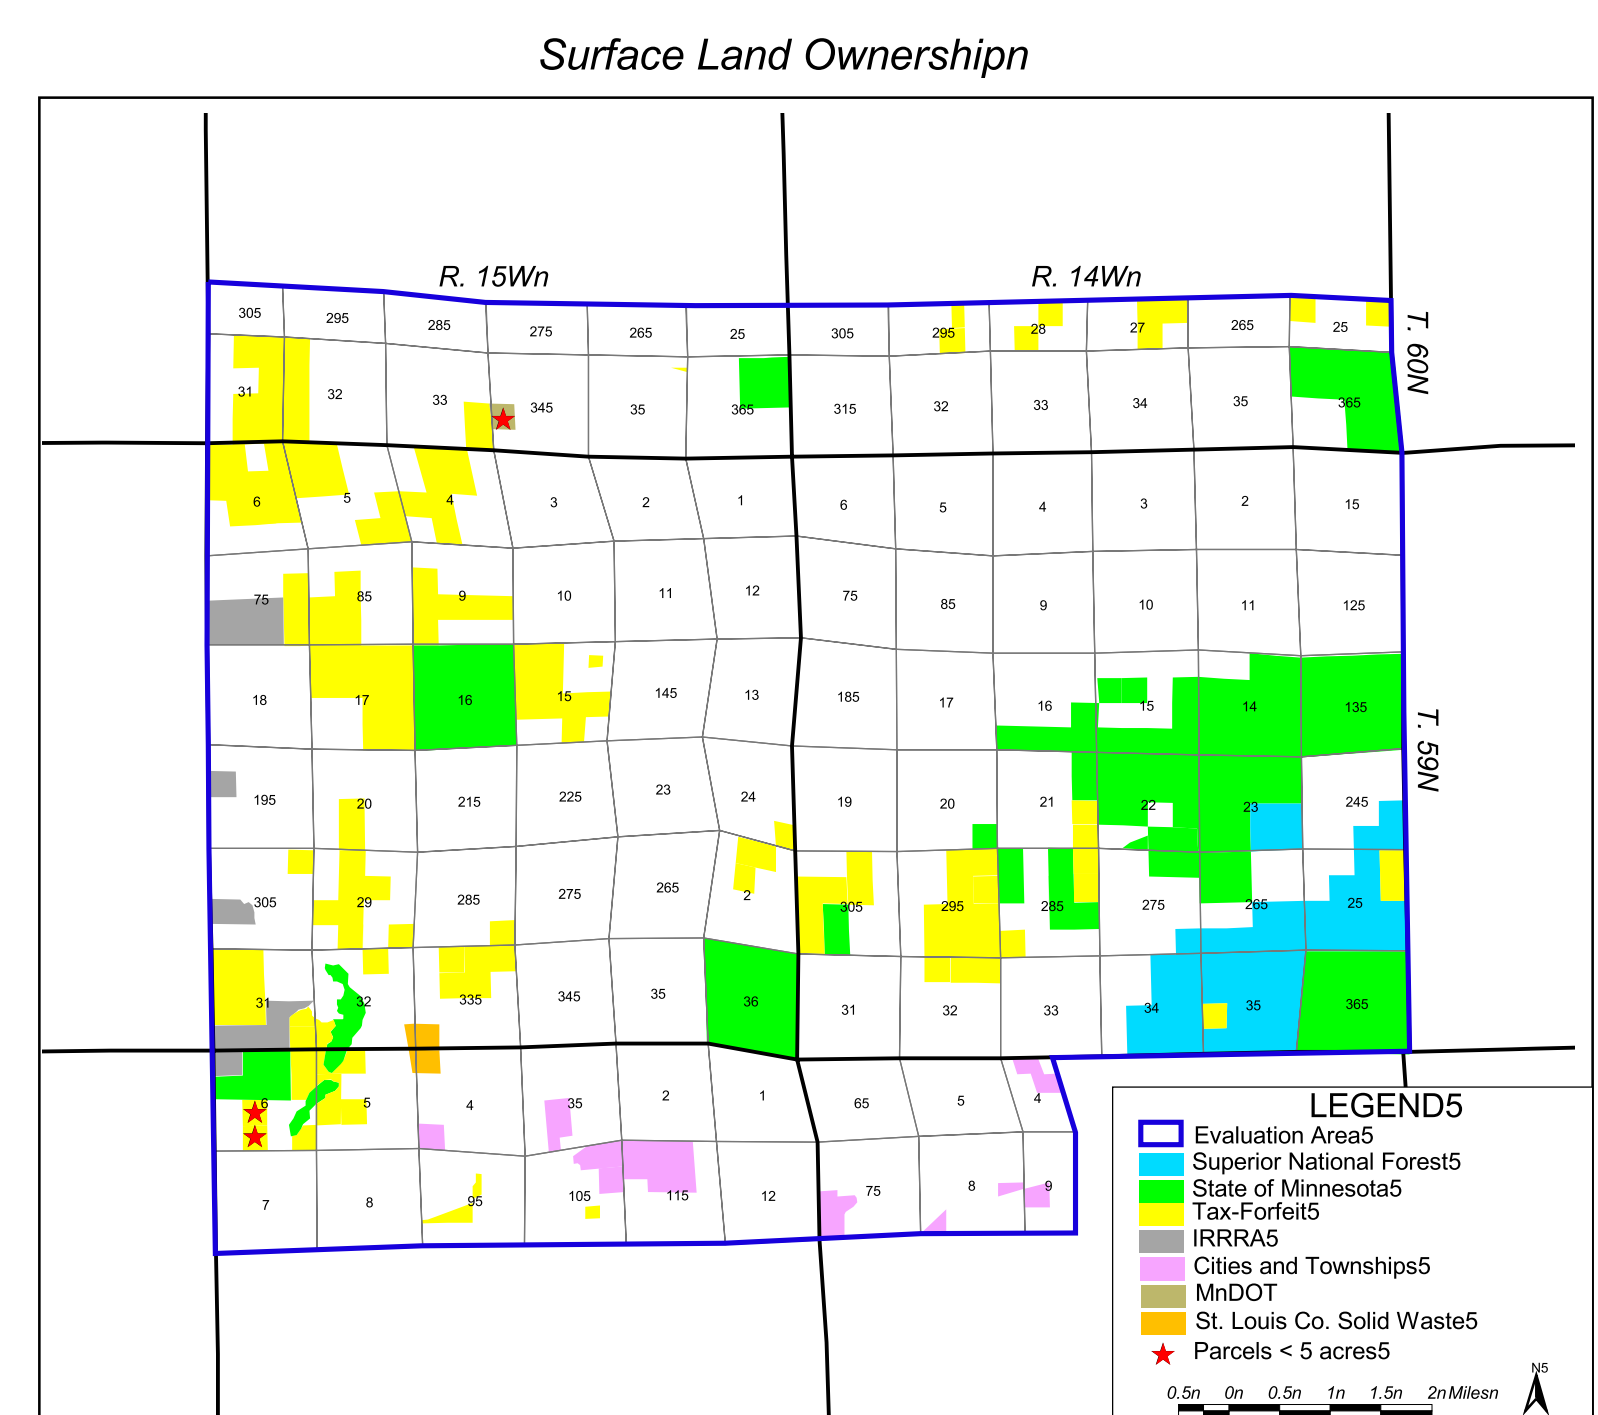 Surface Land Ownershipn
R. 15Wn R. 14Wn
T. 60N
305 295 285 275 265 25 305 295 28 27 265 25
31 32 33 345 35 365 315 32 33 34 35 365
6 5 4 3 2 1 6 5 4 3 2 15
75 85 9 10 11 12 75 85 9 10 11 125
18 17 16 15 145 13 185 17 16 15 14 135
T. 59N
195 20 215 225 23 24 19 20 21 22 23 245
305 29 285 275 265 2 305 295 285 275 265 25
31 32 335 345 35 36 31 32 33 34 35 365
6 5 4 35 2 1 65 5 4
7 8 95 105 115 12 75 8 9
LEGEND5
Evaluation Area5
Superior National Forest5
State of Minnesota5
Tax-Forfeit5
IRRRA5
Cities and Townships5
MnDOT
St. Louis Co. Solid Waste5
Parcels < 5 acres5
N5
0.5n 0n 0.5n 1n 1.5n 2n Milesn